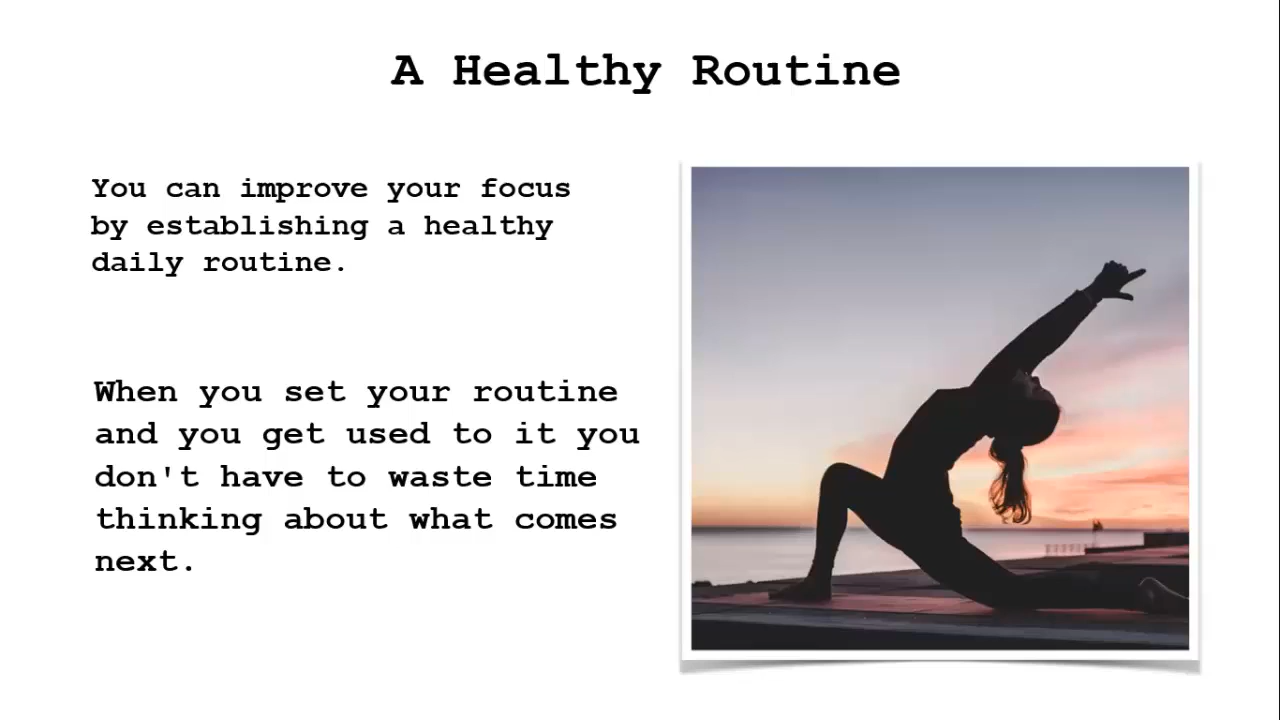 A Healthy Routine
You can improve your focus
by establishing a healthy
daily routine.
When you set your routine
and you get used to it you
don't have to waste time
thinking about what comes
next.